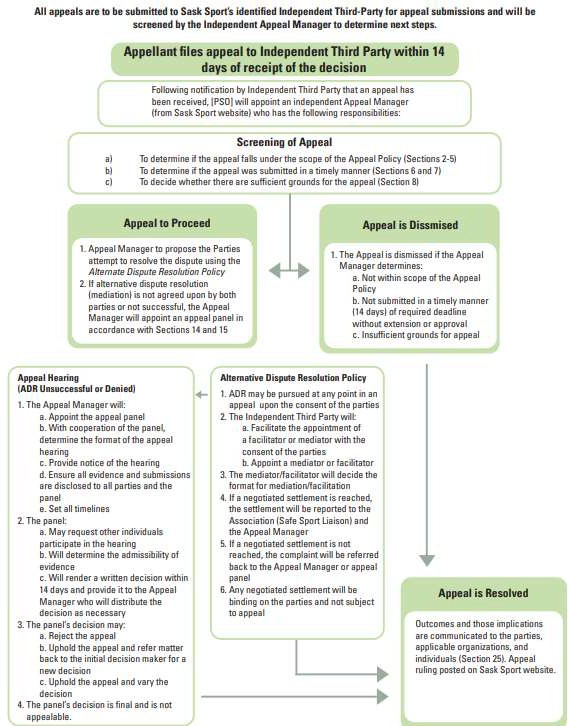 All appeals are to be submitted to Sask Sport's identified Independent Third-Party for appeal submissions and will be
screened by the Independent Appeal Manager to determine next steps.
Appellant files appeal to Independent Third Party within 14
days of receipt of the decision
Following notification by Independent Third Party that an appeal has
been received, [PSO] will appoint an independent Appeal Manager
(from Sask Sport website) who has the following responsibilities:
Screening of Appeal
a) To determine if the appeal falls under the scope of the Appeal Policy (Sections 2-5)
b) To determine if the appeal was submitted in a timely manner (Sections 6 and 7)
c) To decide whether there are sufficient grounds for the appeal (Section 8)
Appeal to Proceed
1. Appeal Manager to propose the Parties
attempt to resolve the dispute using the
Alternate Dispute Resolution Policy
2. If alternative dispute resolution
(mediation) is not agreed upon by both
parties or not successful, the Appeal
Manager will appoint an appeal panel in
accordance with Sections 14 and 15
Appeal is Dssmised
1. The Appeal is dismissed if the Appeal
Manager determines:
a. Not within scope of the Appeal
Policy
b. Not submitted in a timely manner
(14 days) of required deadline
without extension or approval
c. Insufficient grounds for appeal
Appeal Hearing
(ADR Unsuccessful or Denied)
1. The Appeal Manager will:
a. Appoint the appeal panel
b. With cooperation of the panel,
determine the format of the appeal
hearing
c. Provide notice of the hearing
d. Ensure all evidence and submissions
are disclosed to all parties and the
panel
e. Set all timelines
2. The panel:
a. May request other individuals
participate in the hearing
b. Will determine the admissibility of
evidence
c. Will render a written decision within
14 days and provide it to the Appeal
Manager who will distribute the
decision as necessary
3. The panel's decision may:
a. Reject the appeal
b. Uphold the appeal and refer matter
back to the initial decision maker for a
new decision
c. Uphold the appeal and vary the
decision
4. The panel's decision is final and is not
appealable.
Alternative Dispute Resolution Policy
1. ADR may be pursued at any point in an
appeal upon the consent of the parties
2. The Independent Third Party will:
a. Facilitate the appointment of
a facilitator or mediator with the
consent of the parties
b. Appoint a mediator or facilitator
3. The mediator/facilitator will decide the
format for mediation/facilitation
4. If a negotiated settlement is reached,
the settlement will be reported to the
Association (Safe Sport Liaison) and
the Appeal Manager
5. If a negotiated settlement is not
reached, the complaint will be referred
back to the Appeal Manager or appeal
panel
6. Any negotiated settlement will be
binding on the parties and not subject
to appeal
Appeal is Resolved
Outcomes and those implications
are communicated to the parties,
applicable organizations, and
individuals (Section 25). Appeal
ruling posted on Sask Sport website.